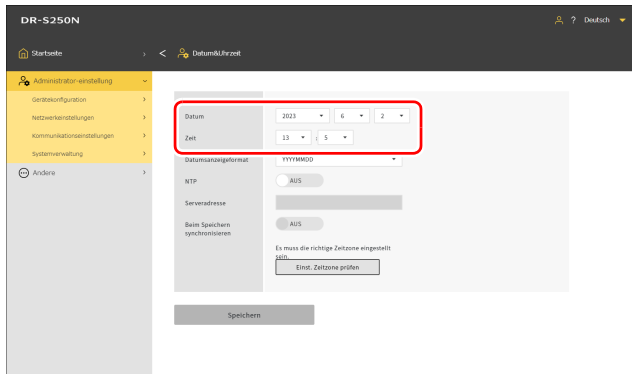 DR-S250N
? Deutsch
Startseite
Datum&Uhrzeit
Administrator-einstellung
Gerätekonfiguration
Netzwerkeinstellungen
Kommunikationseinstellungen
Systemverwaltung
Andere
Datum 2023 6 2
Zeit 13 : 5
Datumsanzeigeformat YYYYMMDD
NTP AUS
Serveradresse
Beim Speichern AUS
synchronisieren
Es muss die richtige Zeitzone eingestellt
sein.
Einst. Zeitzone prüfen
Speichern